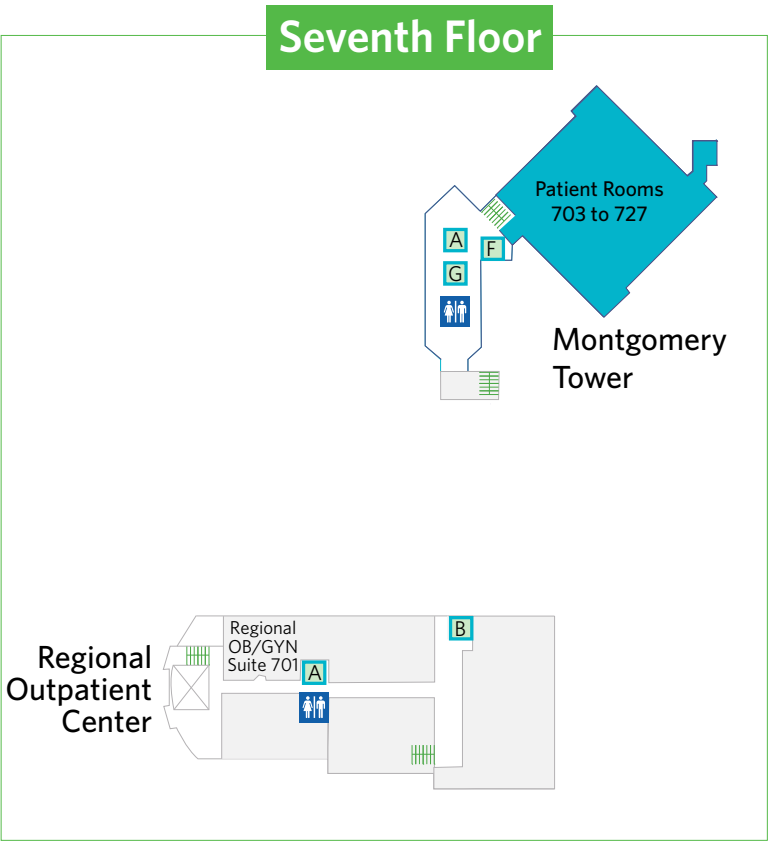 Seventh Floor
Patient Rooms
703 to 727
A
F
G
Montgomery
Tower
Regional
OB/GYN
Suite 701
A
B
Regional
Outpatient
Center